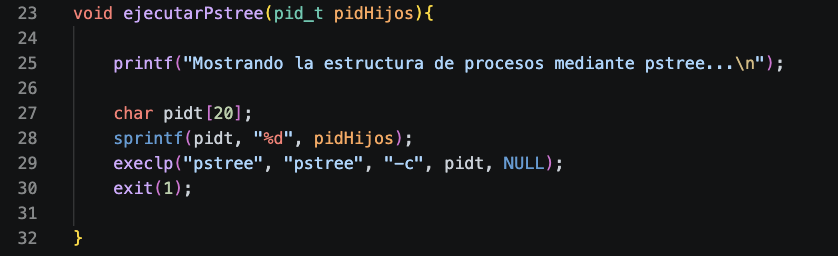 23 void ejecutarPstree(pid_t pidHijos){
24
25     printf("Mostrando la estructura de procesos mediante pstree...\n");
26
27     char pidt[20];
28     sprintf(pidt, "%d", pidHijos);
29     execlp("pstree", "pstree", "-c", pidt, NULL);
30     exit(1);
31
32 }